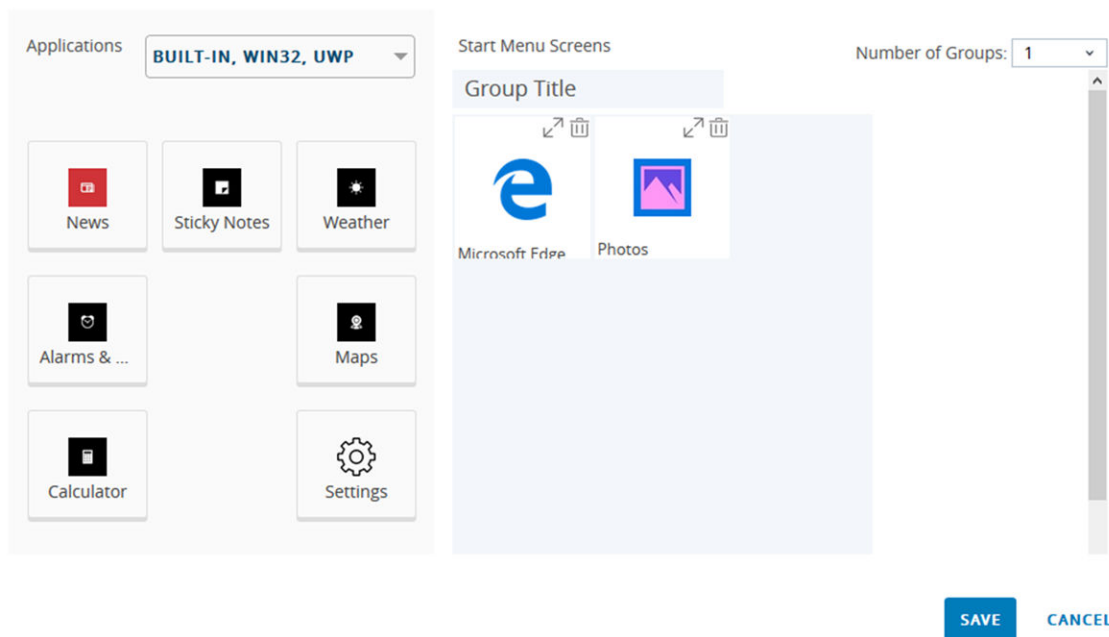 Applications
BUILT-IN, WIN32, UWP
News
Sticky Notes
Weather
Alarms & ...
Maps
Calculator
Settings
Start Menu Screens
Number of Groups: 1
Group Title
Microsoft Edge
Photos
SAVE
CANCEL